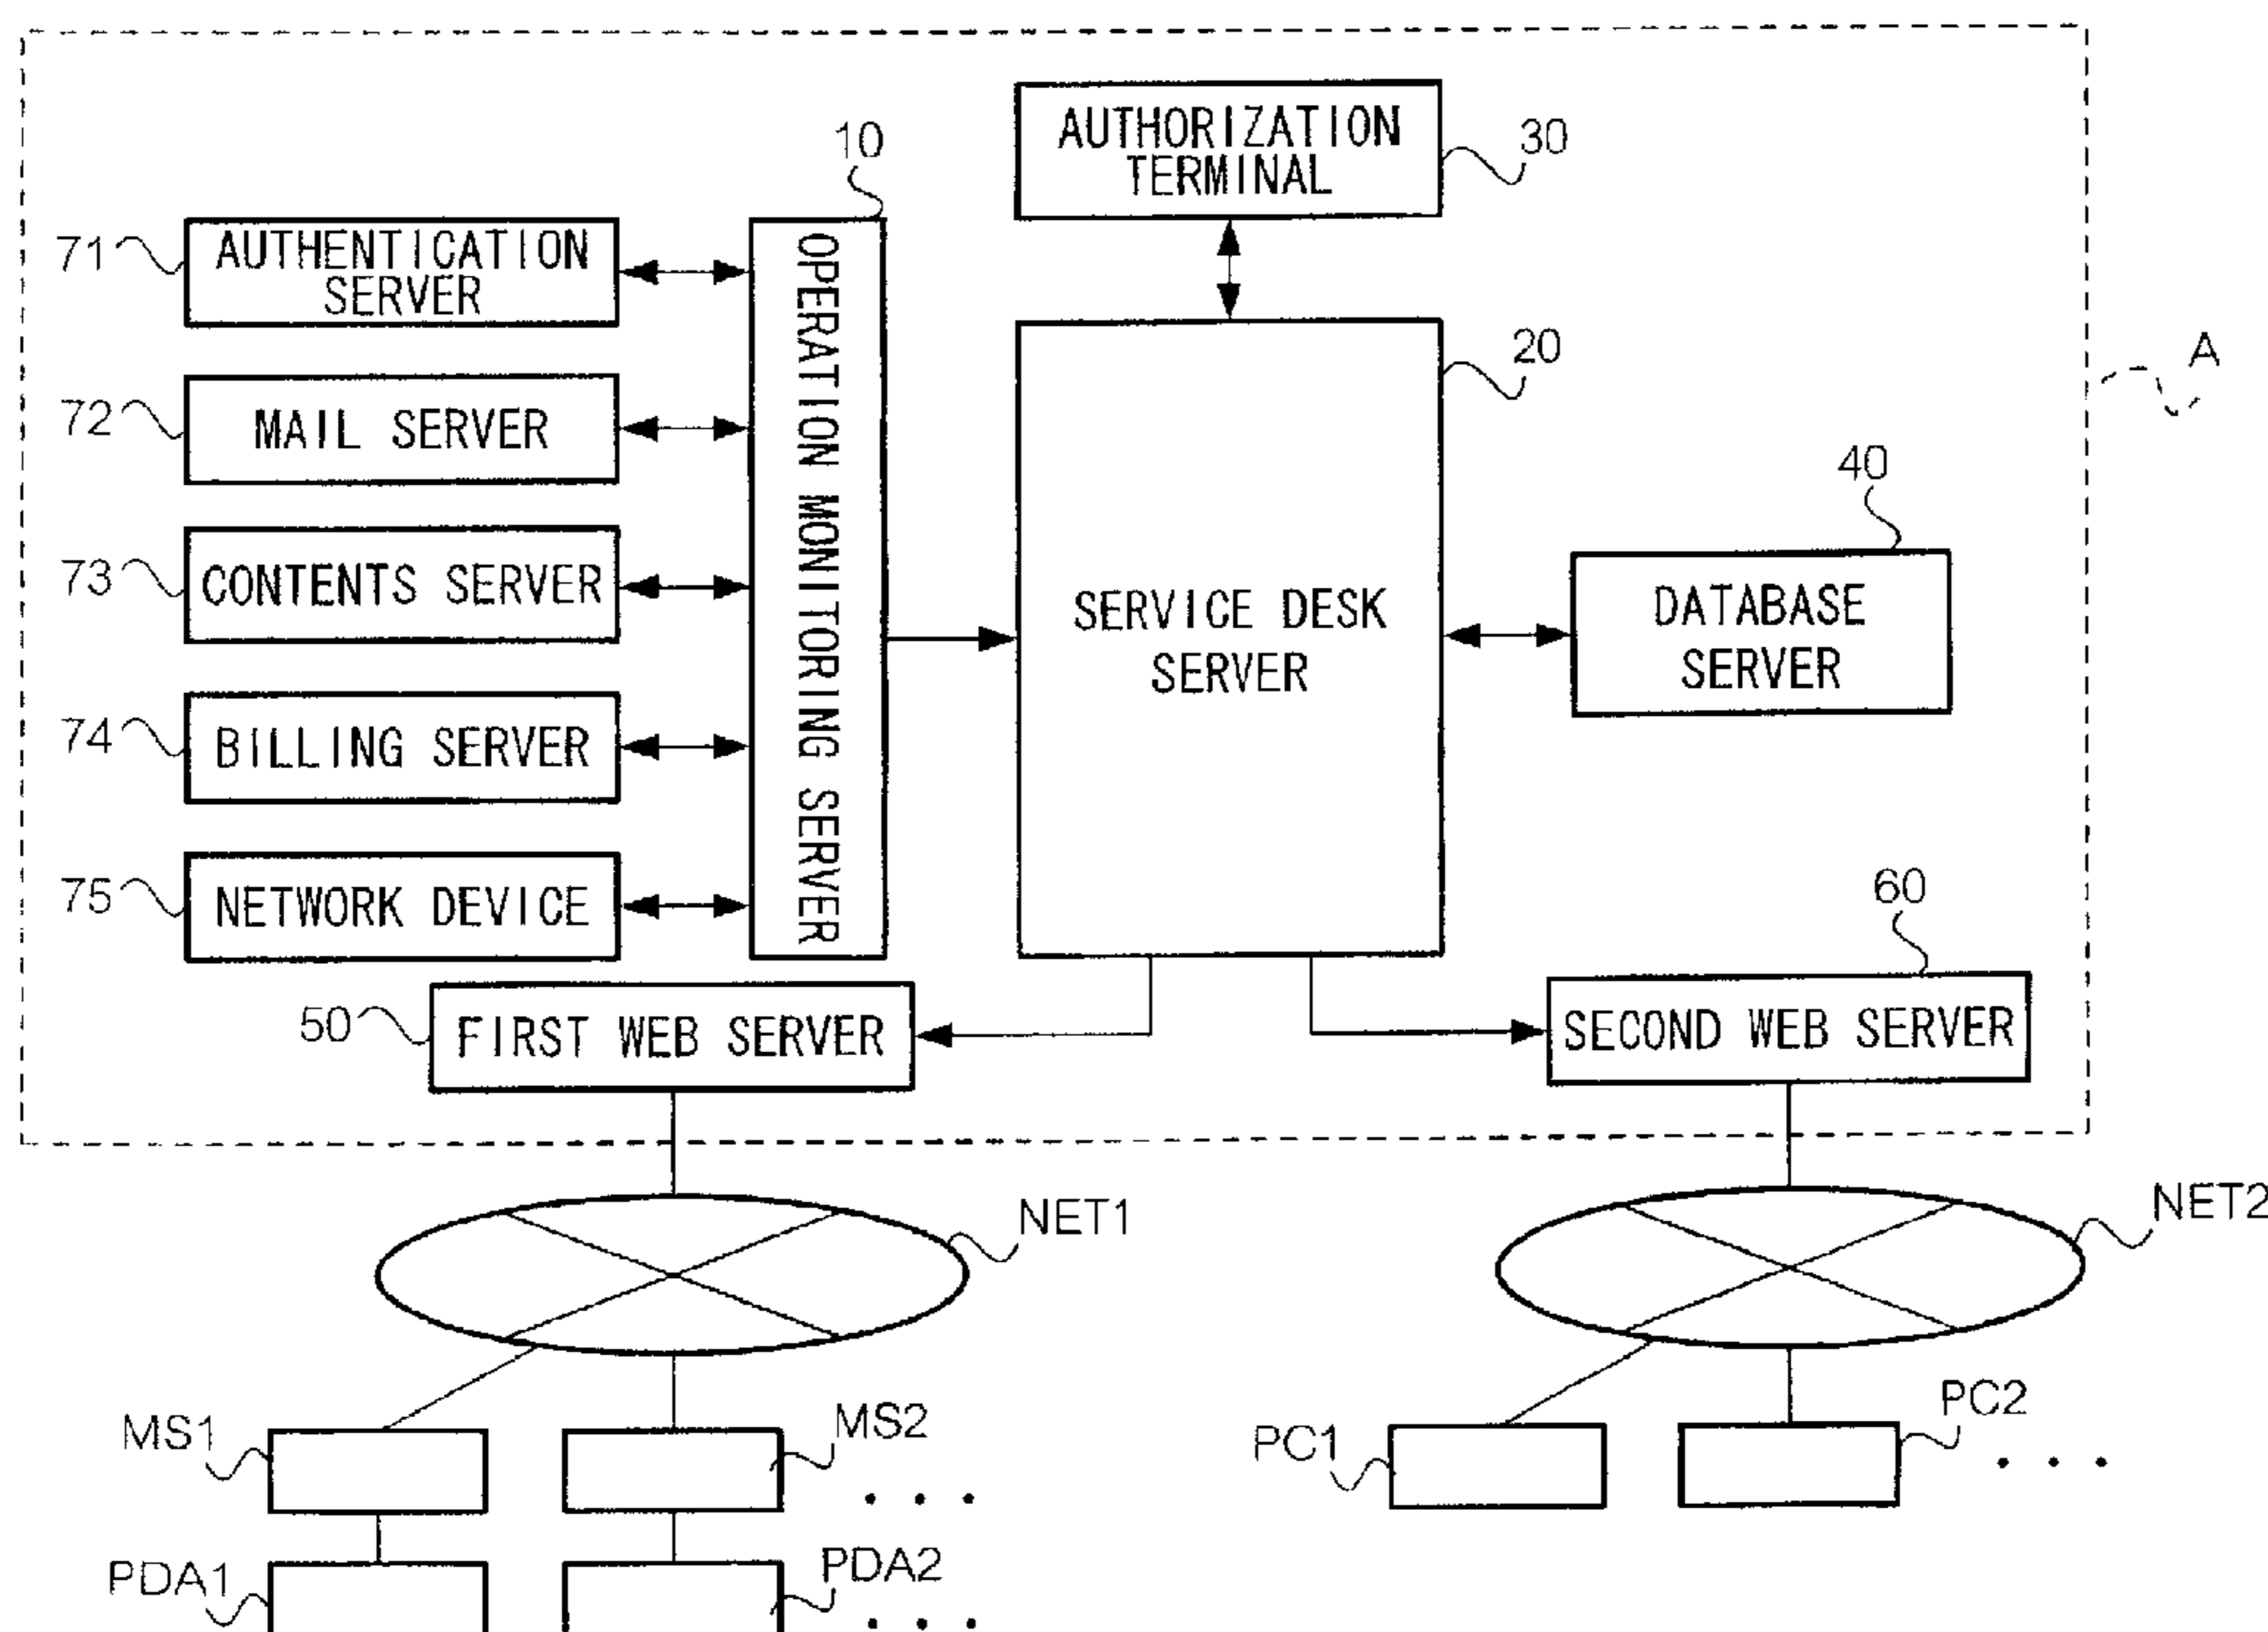 AUTHORIZATION
TERMINAL
30
10
71
AUTHENTICATION
SERVER
OPERATION MONITORING SERVER
20
A
72
MAIL SERVER
40
73
CONTENTS SERVER
SERVICE DESK
SERVER
DATABASE
SERVER
74
BILLING SERVER
75
NETWORK DEVICE
60
50
FIRST WEB SERVER
SECOND WEB SERVER
NET1
NET2
MS1
MS2
PC1
PC2
. . .
. . .
PDA1
PDA2
. . .